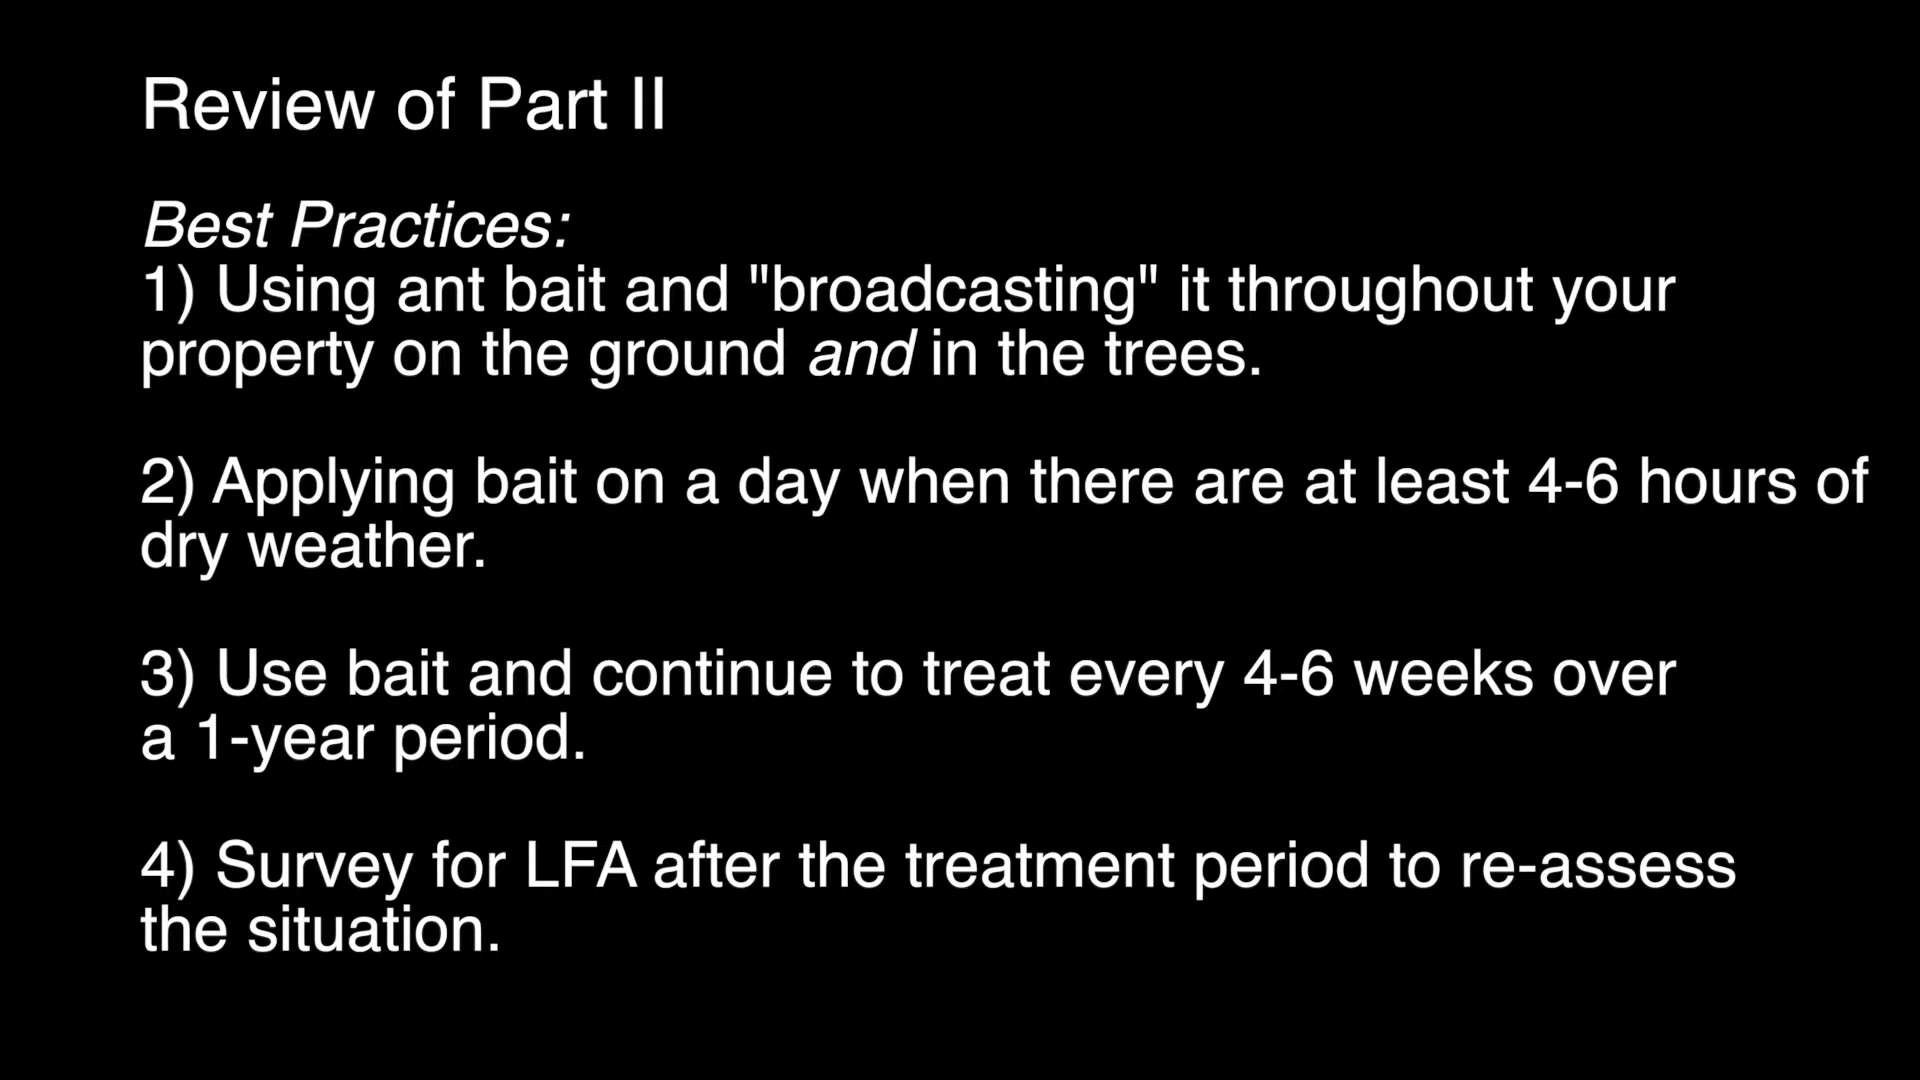 Review of Part II
Best Practices:
1) Using ant bait and "broadcasting" it throughout your
property on the ground and in the trees.
2) Applying bait on a day when there are at least 4-6 hours of
dry weather.
3) Use bait and continue to treat every 4-6 weeks over
a 1-year period.
4) Survey for LFA after the treatment period to re-assess
the situation.